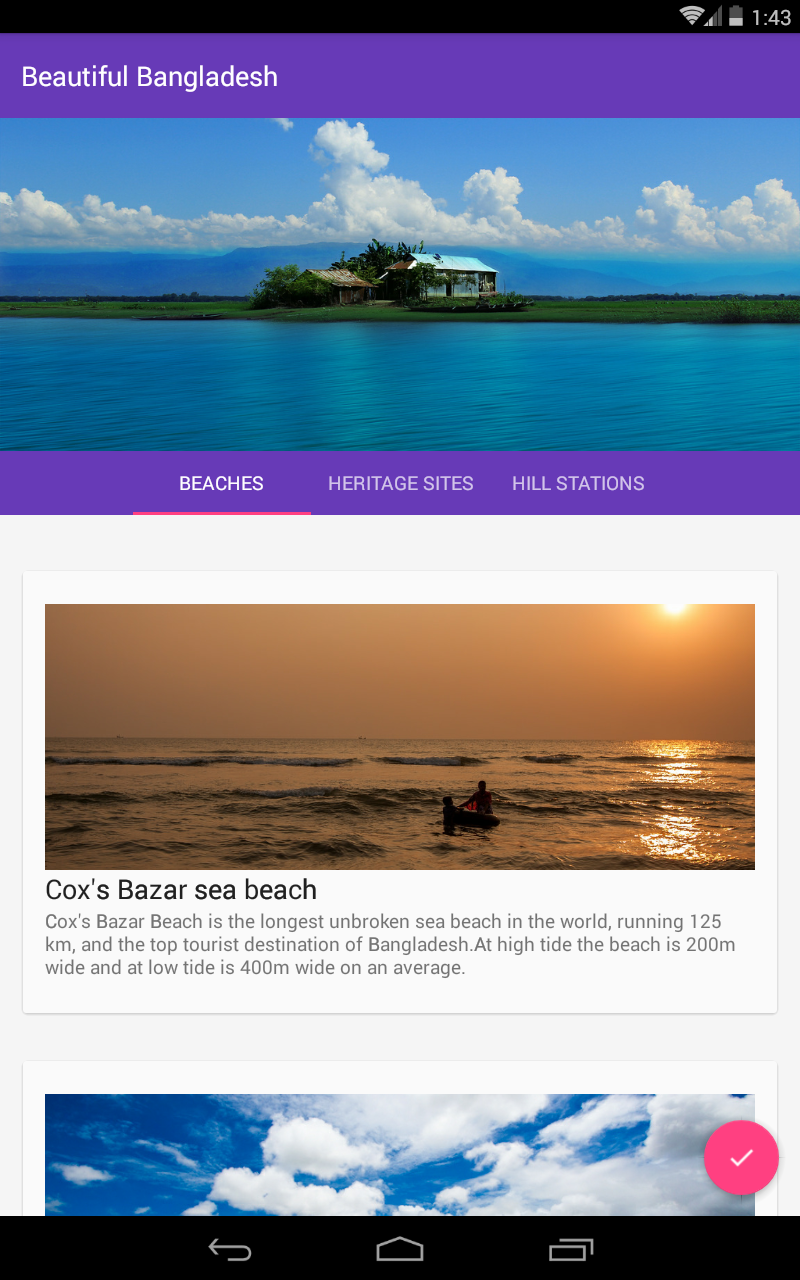 1:43
Beautiful Bangladesh
BEACHES HERITAGE SITES HILL STATIONS
Cox's Bazar sea beach
Cox's Bazar Beach is the longest unbroken sea beach in the world, running 125
km, and the top tourist destination of Bangladesh.At high tide the beach is 200m
wide and at low tide is 400m wide on an average.